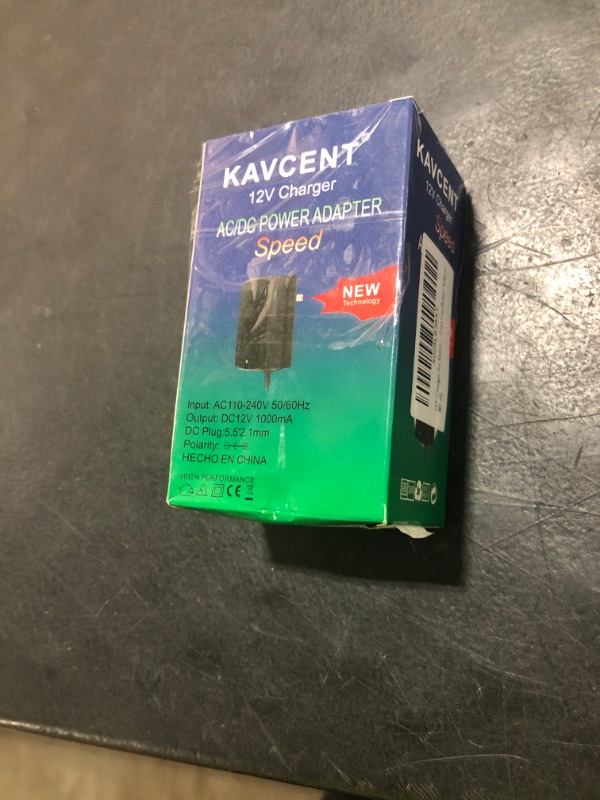 KAVCENT
12V Charger
AC/DC POWER ADAPTER
Speed
NEW
Technology
Input: AC110-240V 50/60Hz
Output: DC12V 1000mA
DC Plug:5.5*2.1mm
Polarity:
HECHO EN CHINA
HIGH PERFORMANCE
CE
KAVCENT
12V Charger
Speed